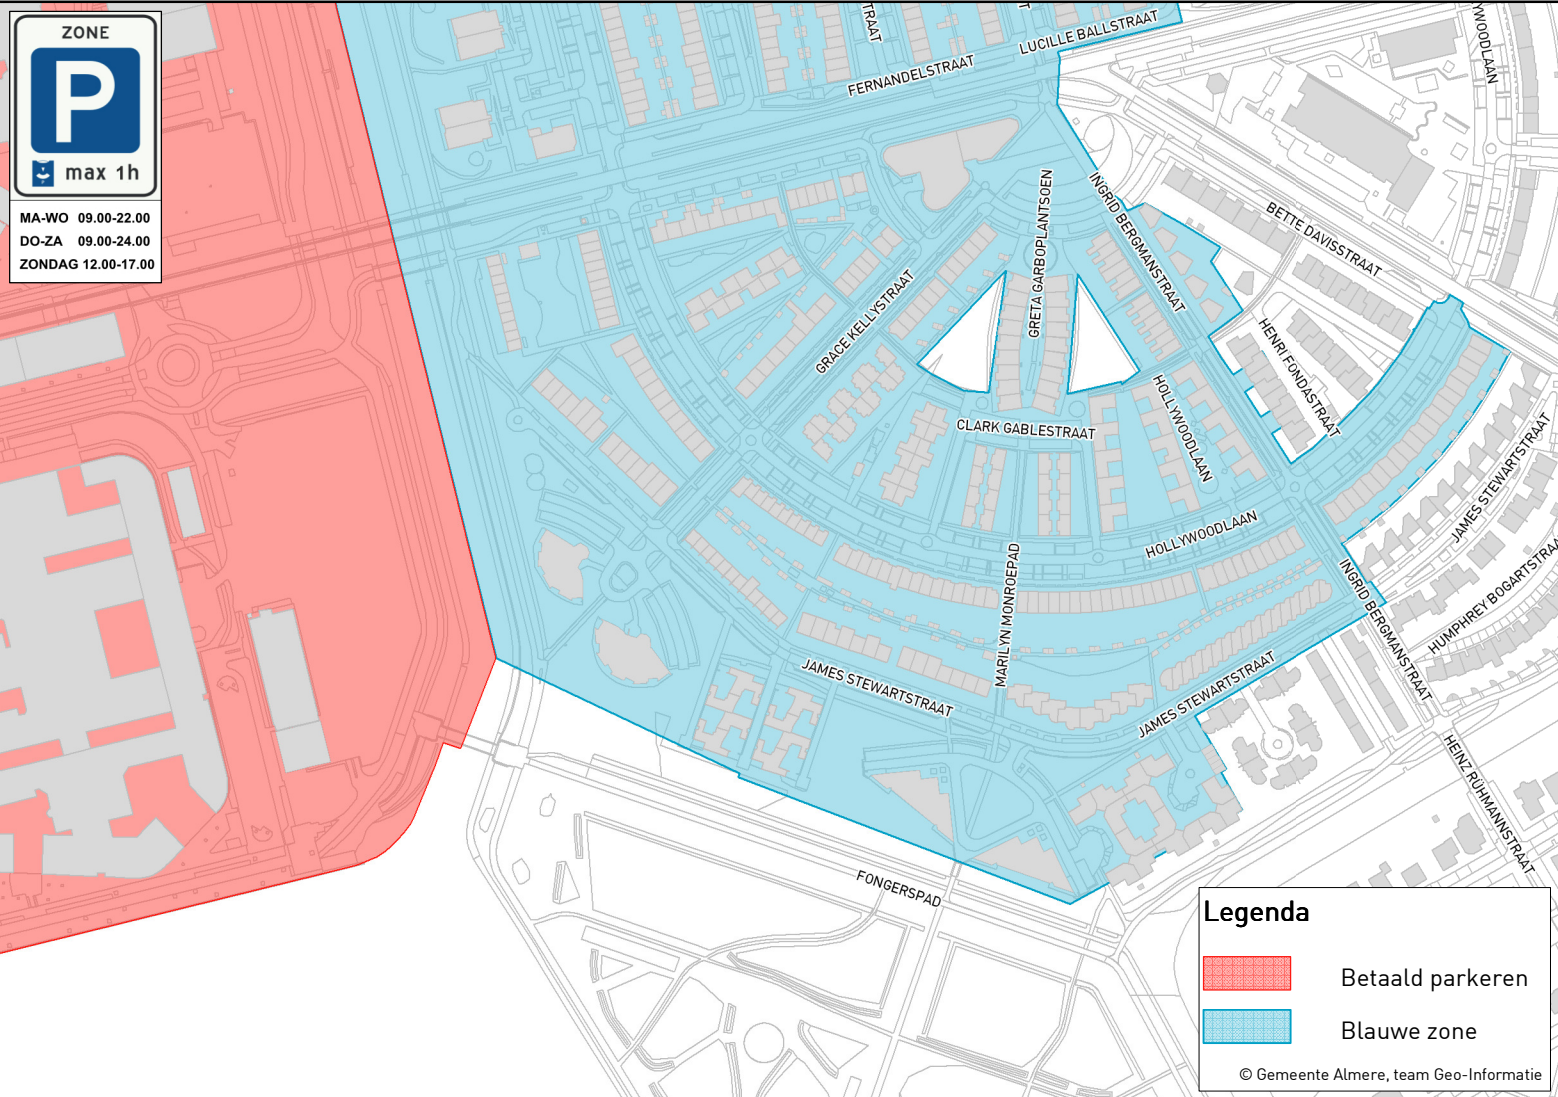 ZONE
P
max 1h
MA-WO 09.00-22.00
DO-ZA 09.00-24.00
ZONDAG 12.00-17.00
TRAAT
T
LUCILLE BALLSTRAAT
FERNANDELSTRAAT
YWOODLAAN
GRETA GARBOPLANTSOEN
INGRID BERGMANSTRAAT
BETTE DAVISSTRAAT
GRACE KELLYSTRAAT
HENRI FONDASTRAAT
HOLLYWOODLAAN
CLARK GABLESTRAAT
JAMES STEWARTSTRAAT
HOLLYWOODLAAN
MARILYN MONROEPAD
INGRID BERGMANSTRAAT
HUMPHREY BOGARTSTRAA
JAMES STEWARTSTRAAT
JAMES STEWARTSTRAAT
HEINZ RÜHMANNSTRAAT
FONGERSPAD
Legenda
Betaald parkeren
Blauwe zone
© Gemeente Almere, team Geo-Informatie